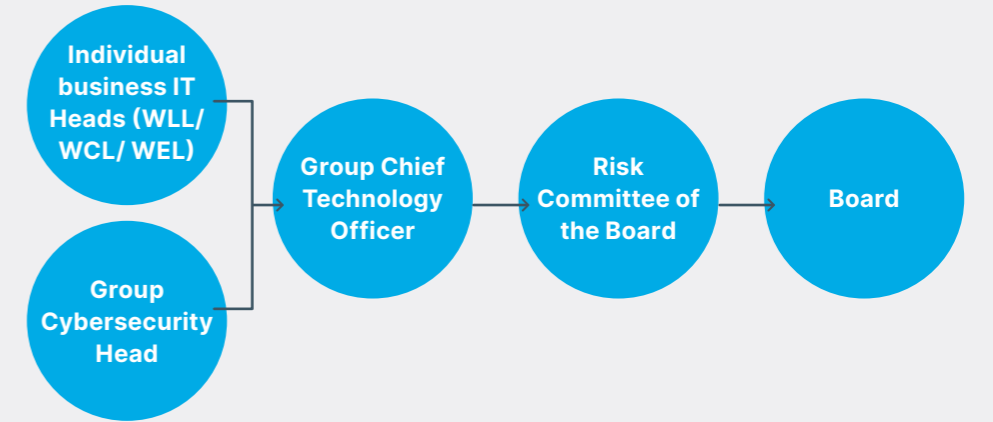 Individual
business IT
Heads (WLL/
WCL/ WEL)
Group
Cybersecurity
Head
Group Chief
Technology
Officer
Risk
Committee of
the Board
Board